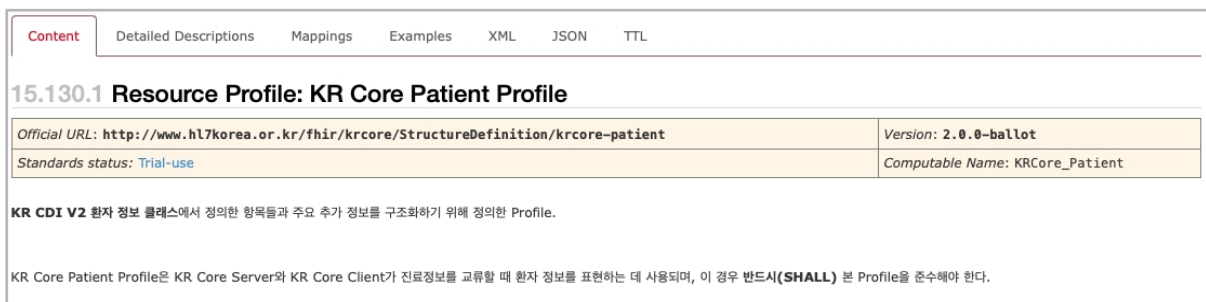 Content Detailed Descriptions Mappings Examples XML JSON TTL
15.130.1 Resource Profile: KR Core Patient Profile
Official URL: http://www.hl7korea.or.kr/fhir/krcore/StructureDefinition/krcore-patient Version: 2.0.0-ballot
Standards status: Trial-use Computable Name: KRCore_Patient
KR CDI V2 환자 정보 클래스에서 정의한 항목들과 주요 추가 정보를 구조화하기 위해 정의한 Profile.
KR Core Patient Profile은 KR Core Server와 KR Core Client가 진료정보를 교류할 때 환자 정보를 표현하는 데 사용되며, 이 경우 반드시(SHALL) 본 Profile을 준수해야 한다.